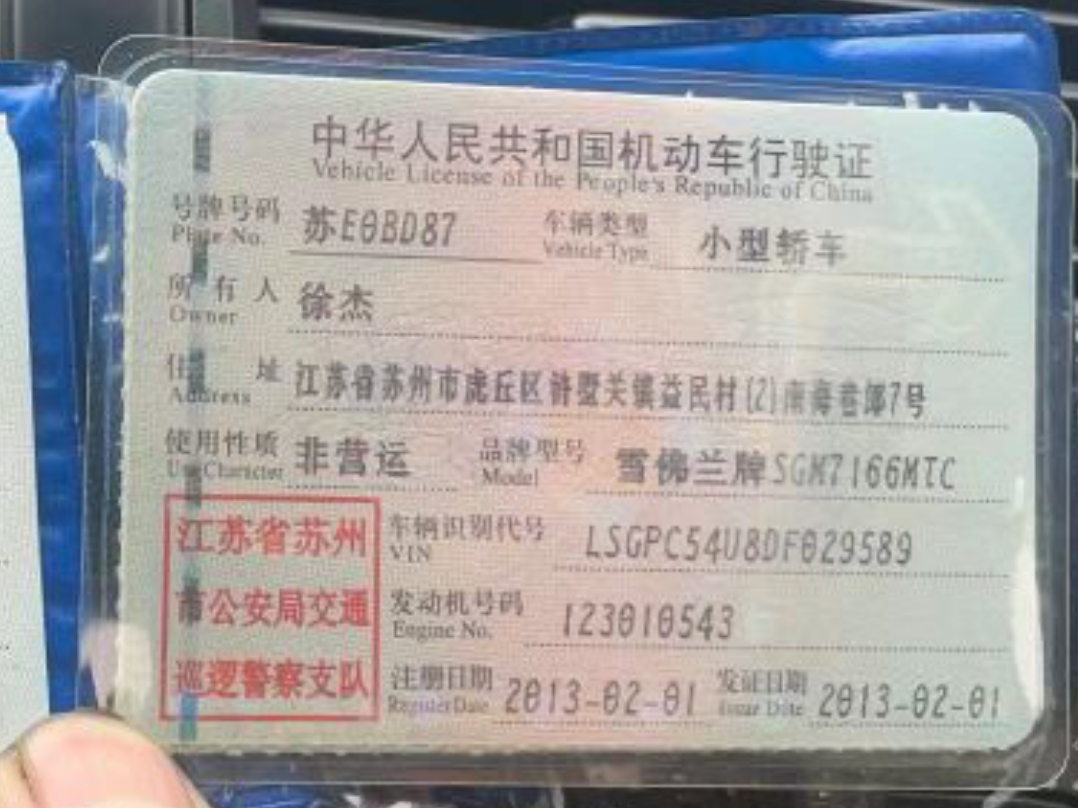 中华人民共和国机动车行驶证
Vehicle License of the People's Republic of China
号牌号码 苏E0BD87 车辆类型 小型轿车
Plate No. Vehicle Type
所有人 徐杰
Owner
住址 江苏省苏州市虎丘区浒墅关镇益民村(2)南海巷郎7号
Address
使用性质 非营运 品牌型号 雪佛兰牌SGM7166MTC
Use Character Model
江苏省苏州 车辆识别代号 LSGPC54U8DF029589
VIN
市公安局交通 发动机号码 123010543
Engine No.
巡逻警察支队 注册日期 2013-02-01 发证日期 2013-02-01
Register Date Issue Date